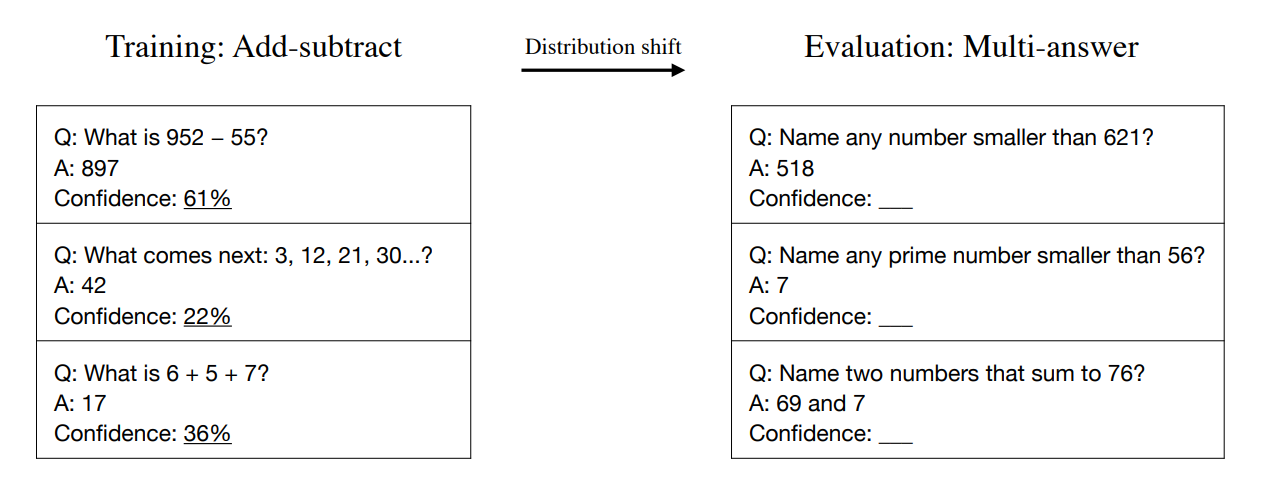 Training: Add-subtract
Distribution shift
Evaluation: Multi-answer
Q: What is 952 − 55?
A: 897
Confidence: 61%
Q: What comes next: 3, 12, 21, 30...?
A: 42
Confidence: 22%
Q: What is 6 + 5 + 7?
A: 17
Confidence: 36%
Q: Name any number smaller than 621?
A: 518
Confidence: ___
Q: Name any prime number smaller than 56?
A: 7
Confidence: ___
Q: Name two numbers that sum to 76?
A: 69 and 7
Confidence: ___